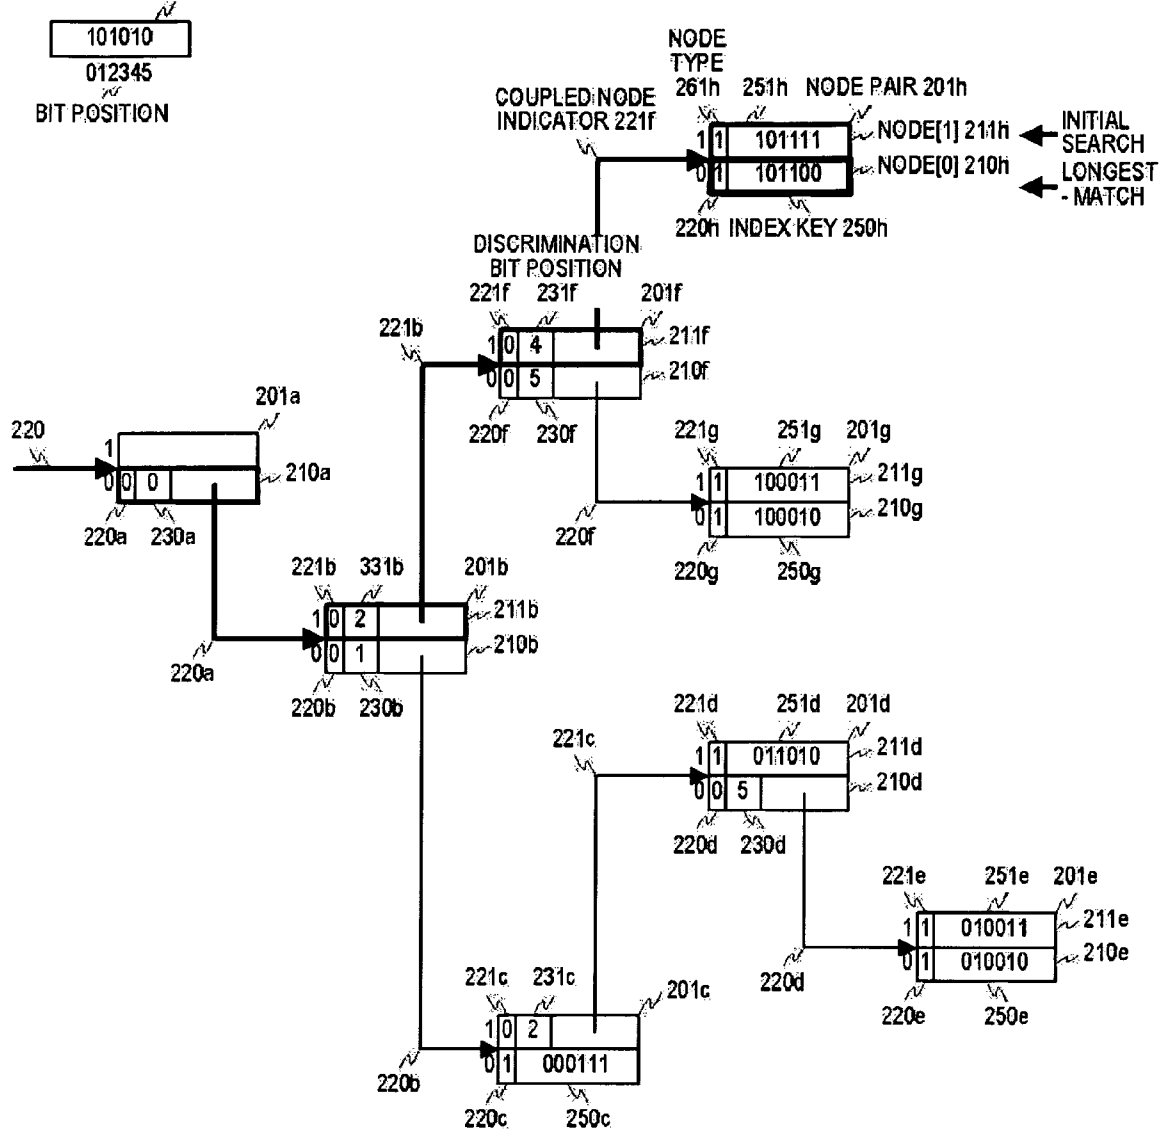 101010
012345
BIT POSITION
NODE
TYPE
261h 251h NODE PAIR 201h
COUPLED NODE
INDICATOR 221f
1 1 101111
NODE[1] 211h
INITIAL
SEARCH
0 1 101100
NODE[0] 210h
LONGEST
- MATCH
220h INDEX KEY 250h
DISCRIMINATION
BIT POSITION
221f 231f 201f
221b
1 0 4
211f
0 0 5
210f
220f 230f
201a
220
1
0 0 0
210a
220a 230a
221g 251g 201g
1 1 100011
211g
0 1 100010
210g
220f
220g 250g
221b 331b 201b
1 0 2
211b
0 0 1
210b
220a
220b 230b
221d 251d 201d
221c
1 1 011010
211d
0 0 5
210d
220d 230d
221e 251e 201e
1 1 010011
211e
0 1 010010
210e
220d
220e 250e
221c 231c 201c
1 0 2
0 1 000111
220b
220c 250c